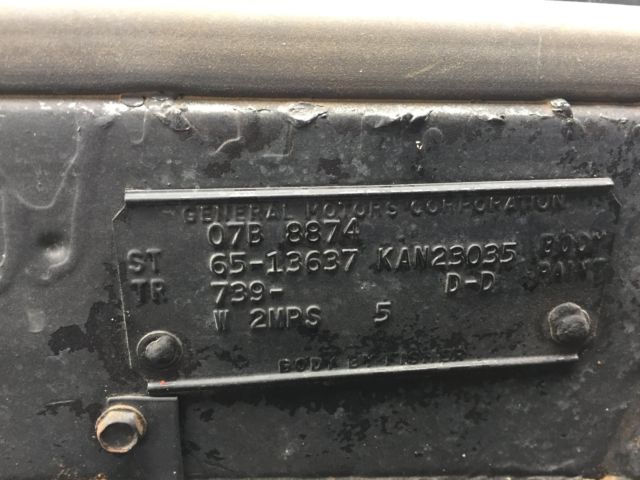 GENERAL MOTORS CORPORATION
07B 8874
ST 65-13637 KAN23035 BODY
TR 739- D-D PAINT
W 2MPS 5
BODY BY FISHER